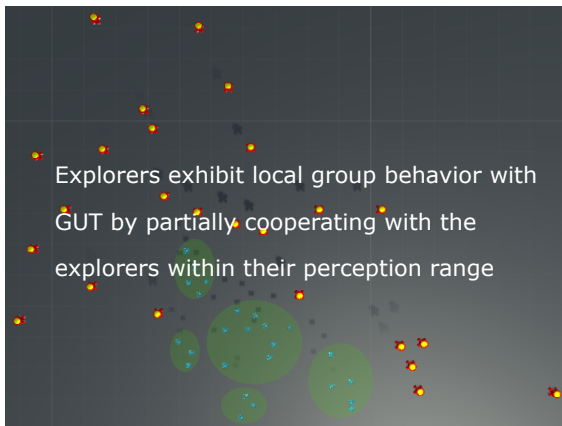 Explorers exhibit local group behavior with
GUT by partially cooperating with the
explorers within their perception range